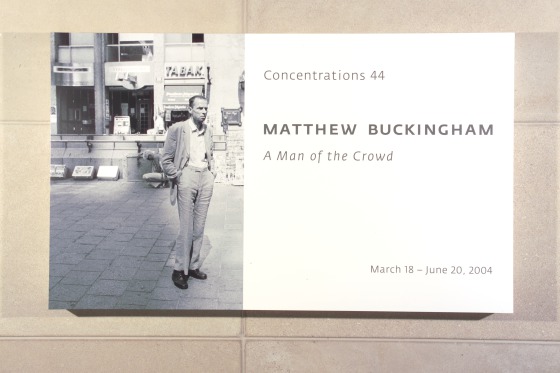 TABAK
Concentrations 44
MATTHEW BUCKINGHAM
A Man of the Crowd
March 18 – June 20, 2004